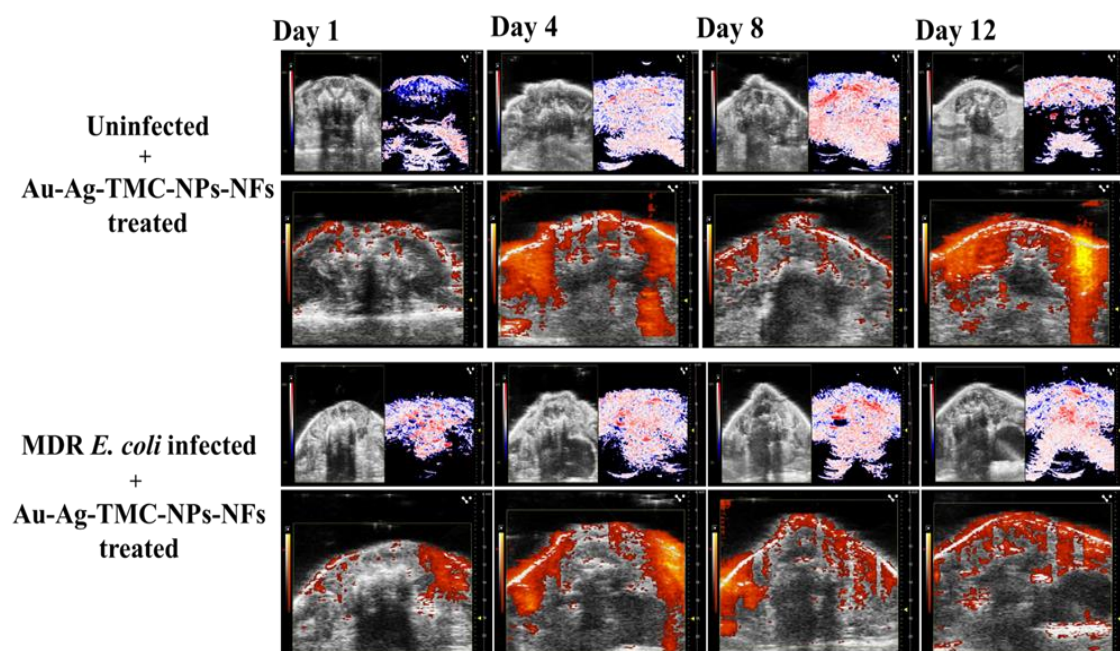 Day 1 Day 4 Day 8 Day 12
Uninfected
+
Au-Ag-TMC-NPs-NFs
treated
MDR E. coli infected
+
Au-Ag-TMC-NPs-NFs
treated